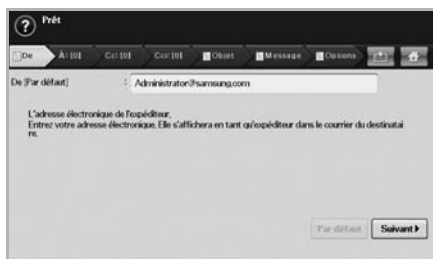 Prêt
De
À: [0]
Cc: [0]
Cci: [0]
Objet
Message
Options
De [Par défaut] : Administrator@samsung.com
L'adresse électronique de l'expéditeur.
Entrez votre adresse électronique. Elle s'affichera en tant qu'expéditeur dans le courrier du destinatai
re.
Par défaut
Suivant